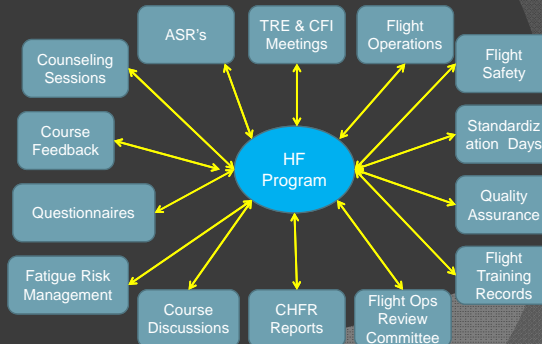 ASR's
TRE & CFI
Meetings
Flight
Operations
Counseling
Sessions
Flight
Safety
Course
Feedback
Standardiz
ation Days
HF
Program
Questionnaires
Quality
Assurance
Fatigue Risk
Management
Flight
Training
Records
Course
Discussions
CHFR
Reports
Flight Ops
Review
Committee